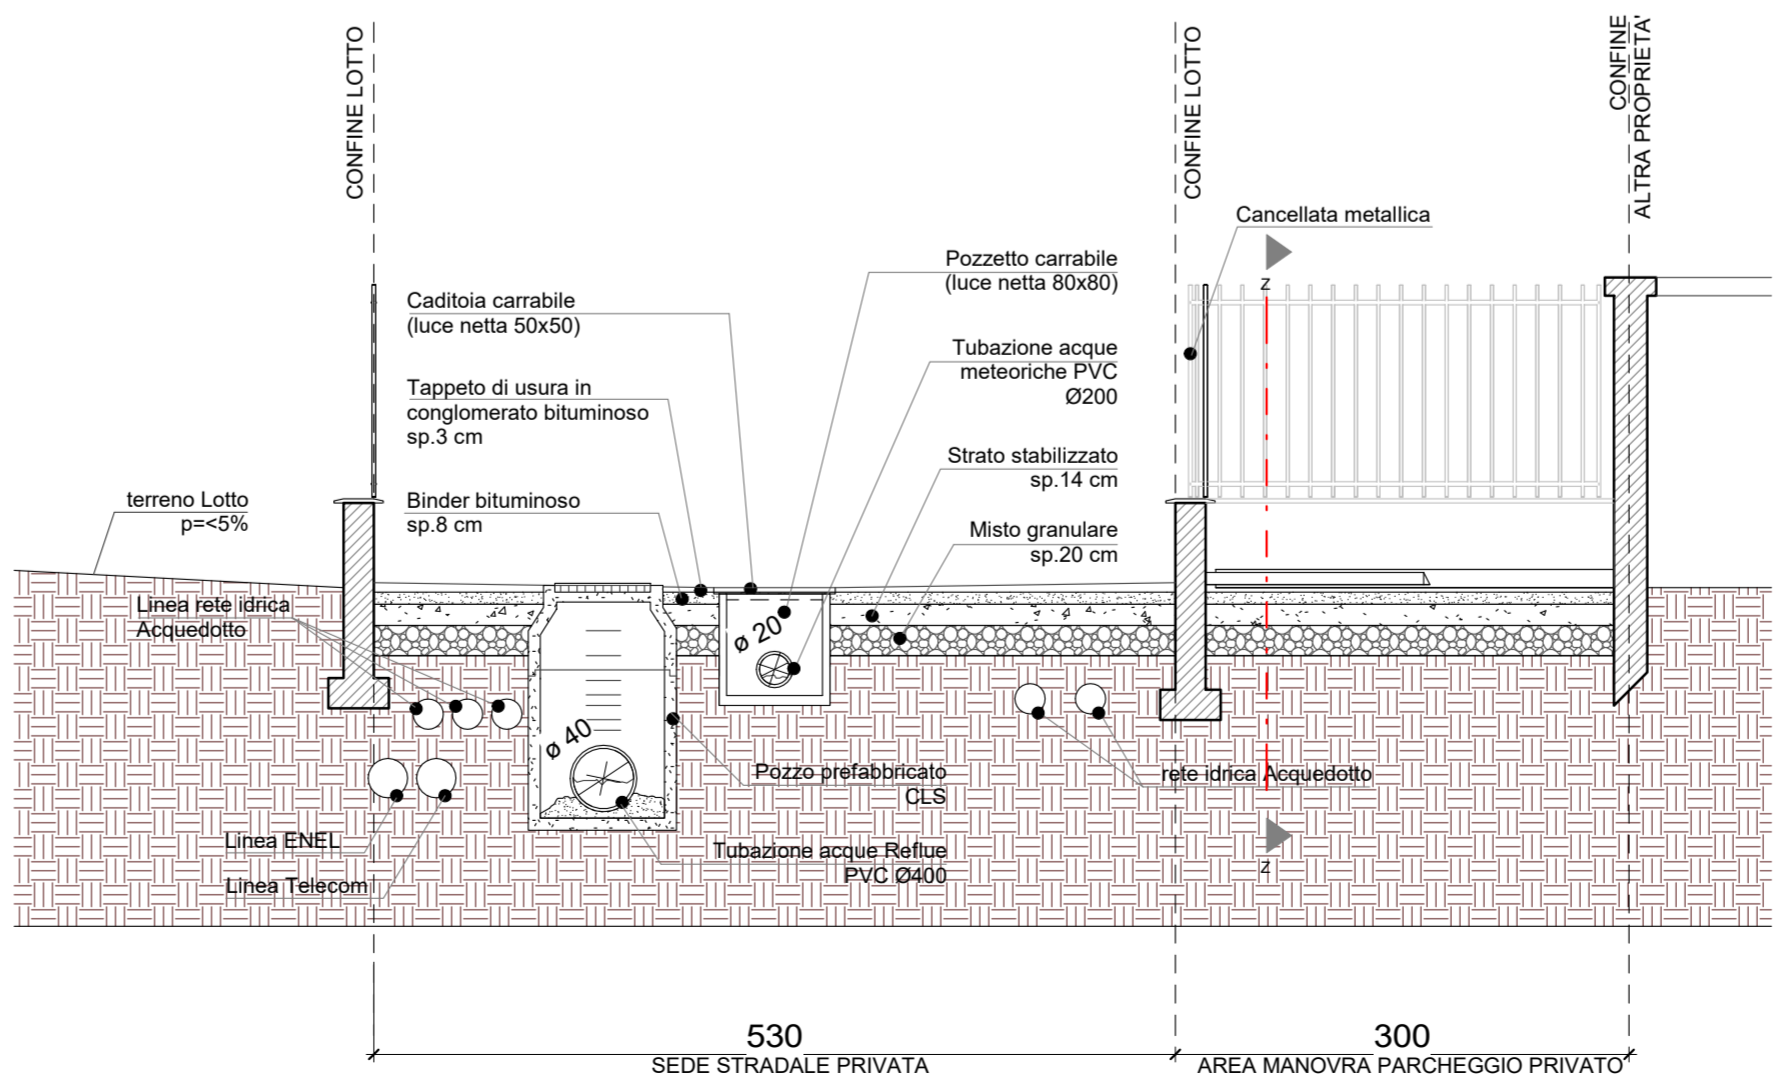 CONFINE LOTTO
CONFINE LOTTO
CONFINE
ALTRA PROPRIETA'
Cancellata metallica
Pozzetto carrabile
(luce netta 80x80)
z
Caditoia carrabile
(luce netta 50x50)
Tubazione acque
meteoriche PVC
Ø200
Tappeto di usura in
conglomerato bituminoso
sp.3 cm
Strato stabilizzato
sp.14 cm
terreno Lotto
p=<5%
Binder bituminoso
sp.8 cm
Misto granulare
sp.20 cm
Linea rete idrica
Acquedotto
ø 20
ø 40
Pozzo prefabbricato
CLS
rete idrica Acquedotto
Linea ENEL
Tubazione acque Reflue
PVC Ø400
z
Linea Telecom
530
SEDE STRADALE PRIVATA
300
AREA MANOVRA PARCHEGGIO PRIVATO